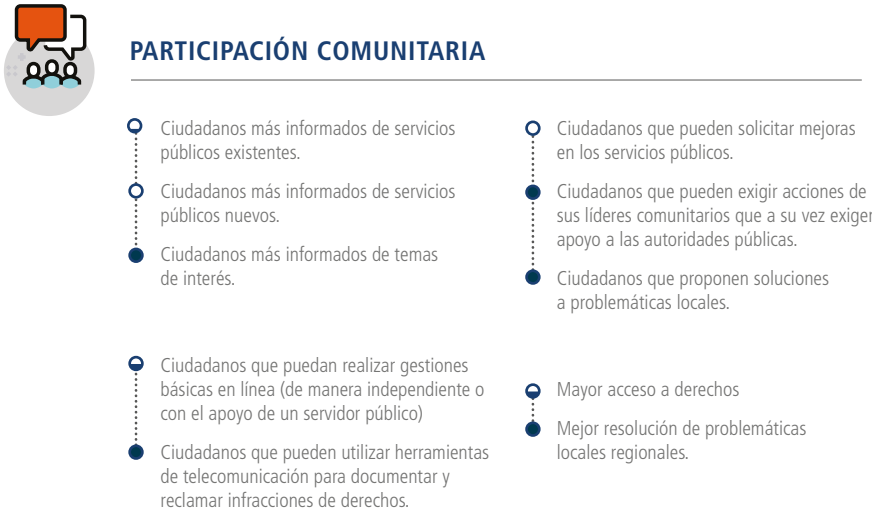 PARTICIPACIÓN COMUNITARIA
Ciudadanos más informados de servicios
públicos existentes.
Ciudadanos más informados de servicios
públicos nuevos.
Ciudadanos más informados de temas
de interés.
Ciudadanos que pueden solicitar mejoras
en los servicios públicos.
Ciudadanos que pueden exigir acciones de
sus líderes comunitarios que a su vez exigen
apoyo a las autoridades públicas.
Ciudadanos que proponen soluciones
a problemáticas locales.
Ciudadanos que puedan realizar gestiones
básicas en línea (de manera independiente o
con el apoyo de un servidor público)
Ciudadanos que pueden utilizar herramientas
de telecomunicación para documentar y
reclamar infracciones de derechos.
Mayor acceso a derechos
Mejor resolución de problemáticas
locales regionales.